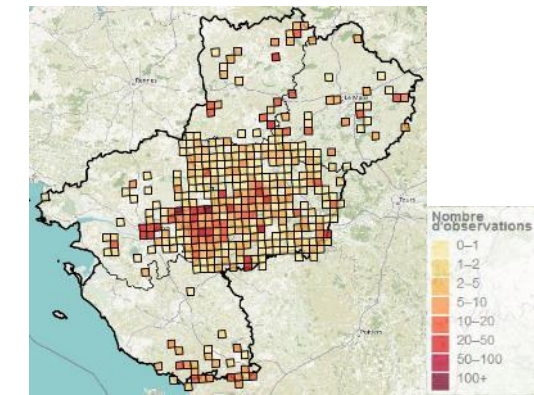 Rennes
Le Mans
Tours
Poitiers
Nombre
d'observations
0–1
1–2
2–5
5–10
10–20
20–50
50–100
100+